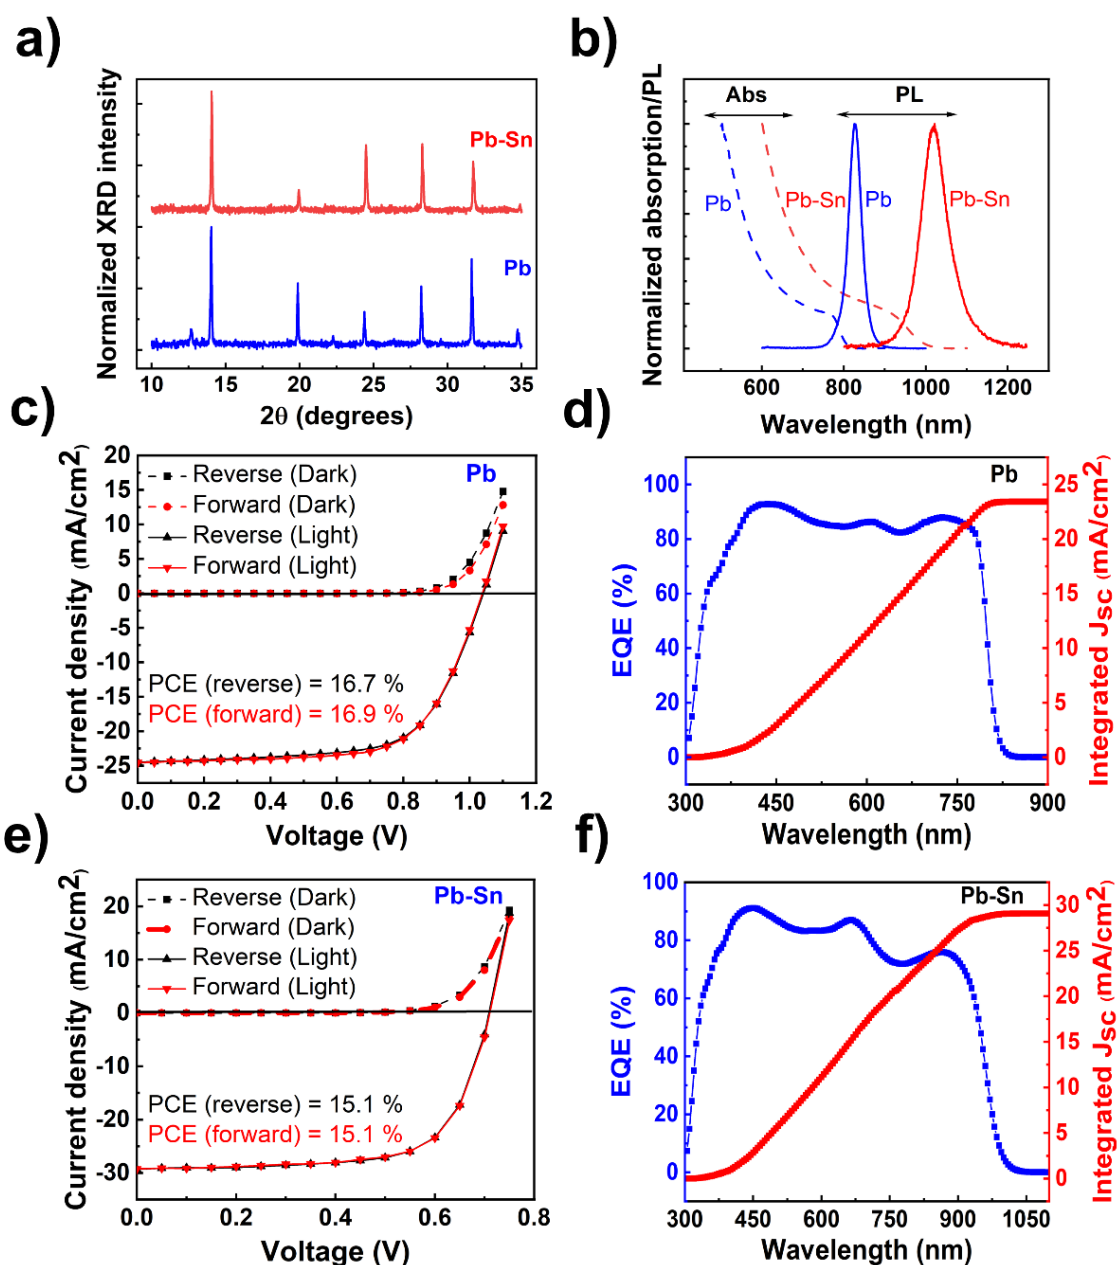 a)
Normalized XRD intensity
Pb-Sn
Pb
10 15 20 25 30 35
2θ (degrees)
b)
Normalized absorption/PL
Abs
PL
Pb
Pb-Sn
Pb
Pb-Sn
600 800 1000 1200
Wavelength (nm)
c)
Current density (mA/cm2)
20
15
10
5
0
-5
-10
-15
-20
-25
Reverse (Dark)
Forward (Dark)
Reverse (Light)
Forward (Light)
Pb
PCE (reverse) = 16.7 %
PCE (forward) = 16.9 %
0.0 0.2 0.4 0.6 0.8 1.0 1.2
Voltage (V)
d)
EQE (%)
100
80
60
40
20
0
Pb
25
20
15
10
5
0
Integrated Jsc (mA/cm2)
300 450 600 750 900
Wavelength (nm)
e)
Current density (mA/cm2)
20
10
0
-10
-20
-30
Reverse (Dark)
Forward (Dark)
Reverse (Light)
Forward (Light)
Pb-Sn
PCE (reverse) = 15.1 %
PCE (forward) = 15.1 %
0.0 0.2 0.4 0.6 0.8
Voltage (V)
f)
EQE (%)
100
80
60
40
20
0
Pb-Sn
30
25
20
15
10
5
0
Integrated Jsc (mA/cm2)
300 450 600 750 900 1050
Wavelength (nm)